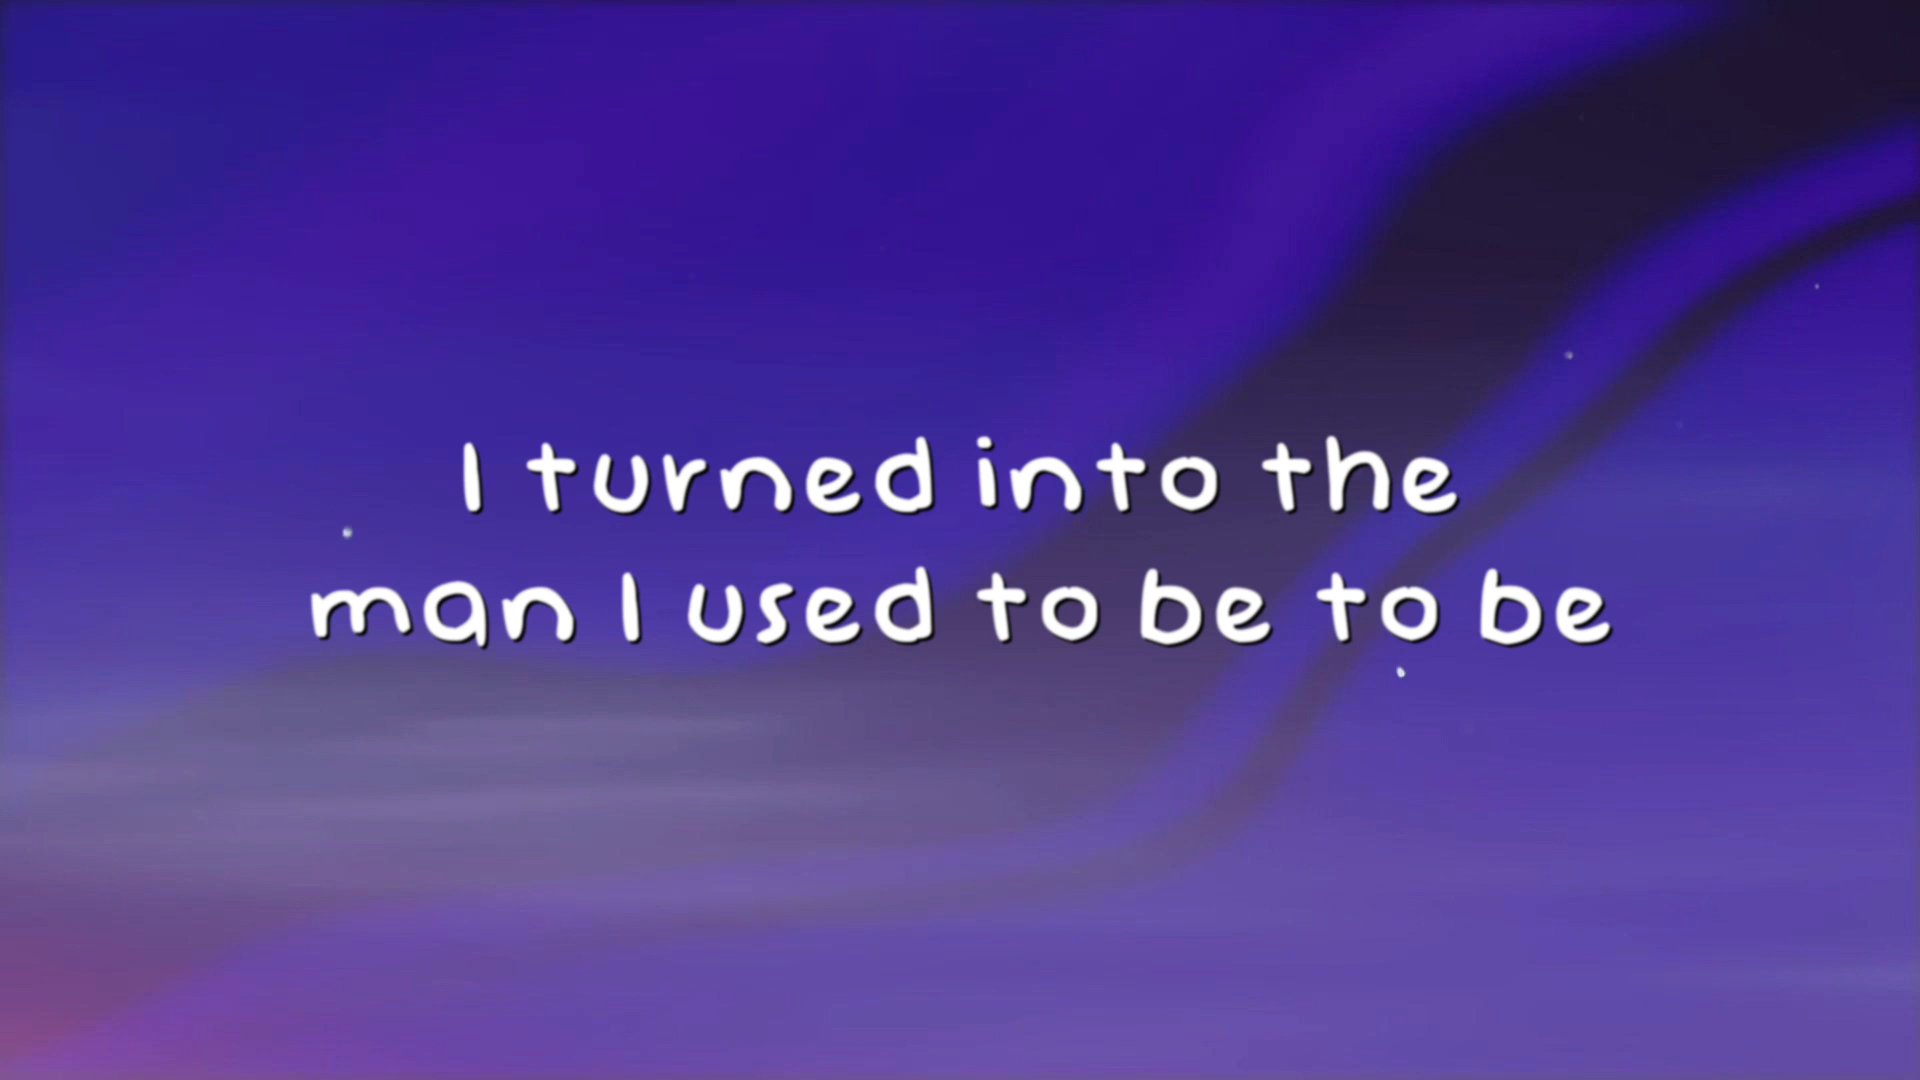 I turned into the
man I used to be to be